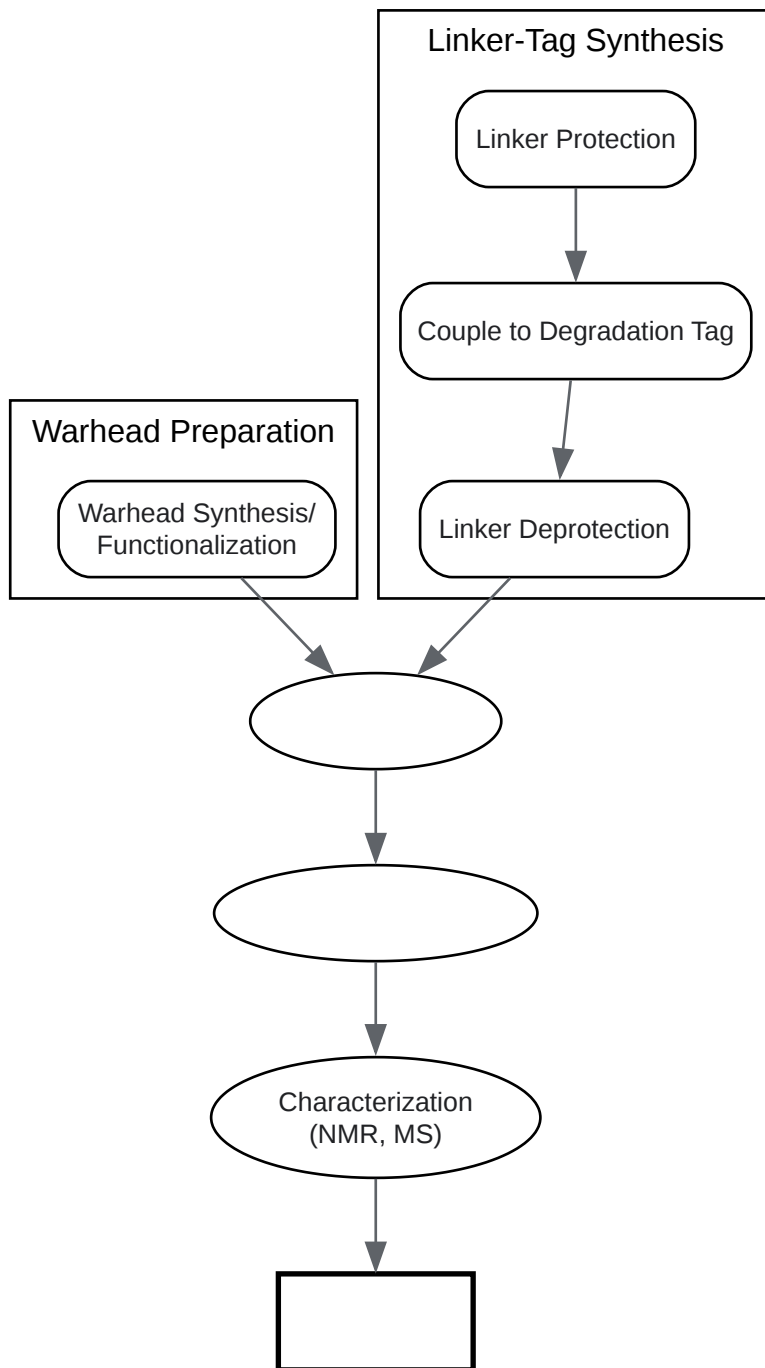 Linker-Tag Synthesis
Linker Protection
Couple to Degradation Tag
Linker Deprotection
Warhead Preparation
Warhead Synthesis/
Functionalization
Characterization
(NMR, MS)